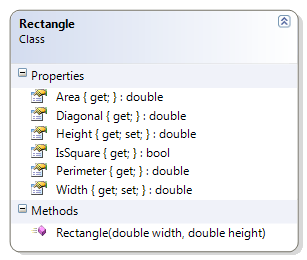 Rectangle
Class
Properties
Area { get; } : double
Diagonal { get; } : double
Height { get; set; } : double
IsSquare { get; } : bool
Perimeter { get; } : double
Width { get; set; } : double
Methods
Rectangle(double width, double height)